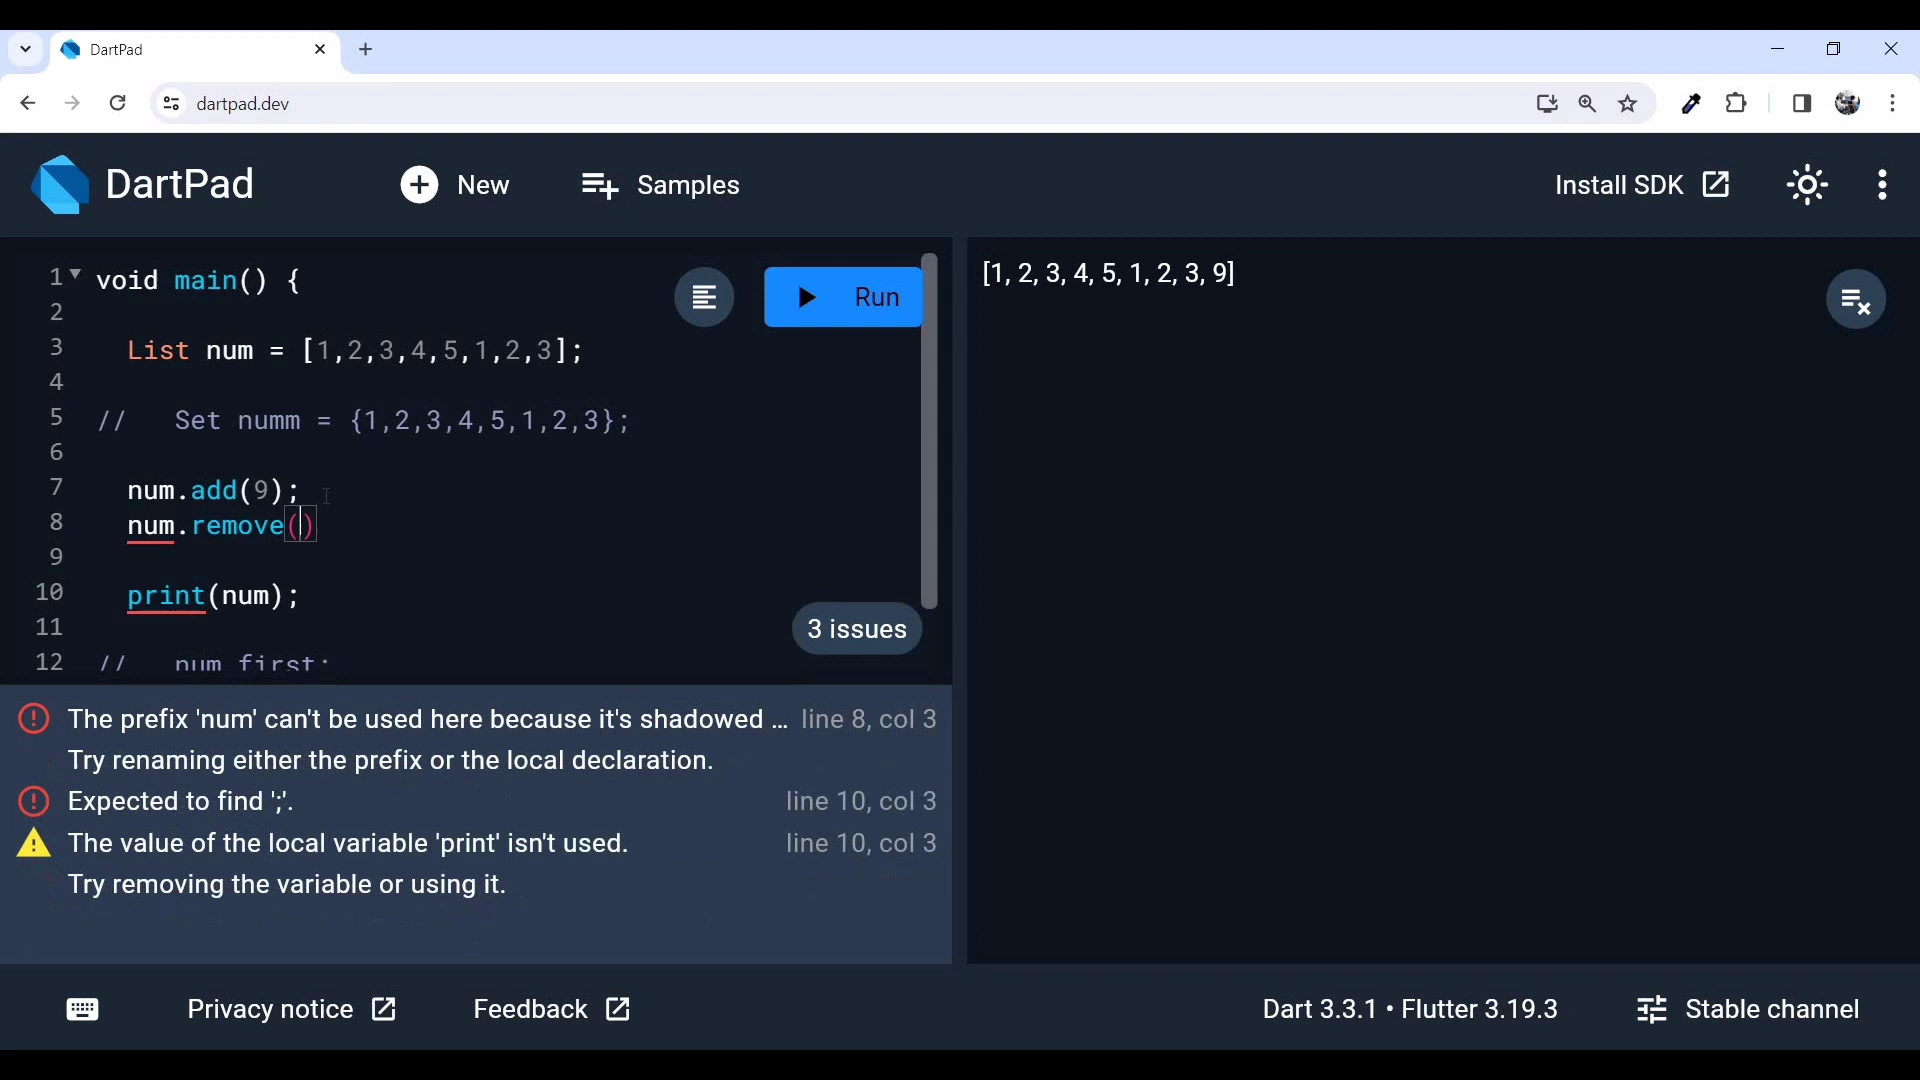 DartPad
dartpad.dev
DartPad
New
Samples
Install SDK
1 void main() {
2
3 List num = [1,2,3,4,5,1,2,3];
4
5 // Set numm = {1,2,3,4,5,1,2,3};
6
7 num.add(9);
8 num.remove()
9
10 print(num);
11
12 // num first;
Run
3 issues
[1, 2, 3, 4, 5, 1, 2, 3, 9]
The prefix 'num' can't be used here because it's shadowed ... line 8, col 3
Try renaming either the prefix or the local declaration.
Expected to find ';'. line 10, col 3
The value of the local variable 'print' isn't used. line 10, col 3
Try removing the variable or using it.
Privacy notice
Feedback
Dart 3.3.1 • Flutter 3.19.3
Stable channel